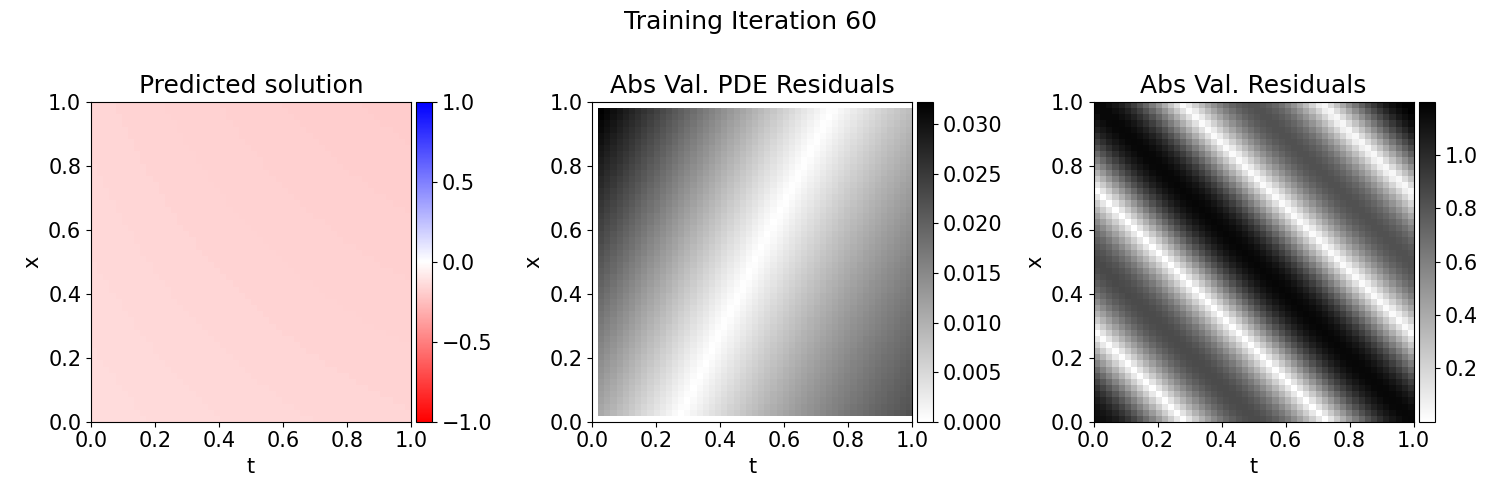 Training Iteration 60
Predicted solution
Abs Val. PDE Residuals
Abs Val. Residuals
1.0
0.8
0.6
0.4
0.2
0.0
x
0.0 0.2 0.4 0.6 0.8 1.0
t
1.0
0.5
0.0
−0.5
−1.0
1.0
0.8
0.6
0.4
0.2
0.0
x
0.0 0.2 0.4 0.6 0.8 1.0
t
0.030
0.025
0.020
0.015
0.010
0.005
0.000
1.0
0.8
0.6
0.4
0.2
0.0
x
0.0 0.2 0.4 0.6 0.8 1.0
t
1.0
0.8
0.6
0.4
0.2